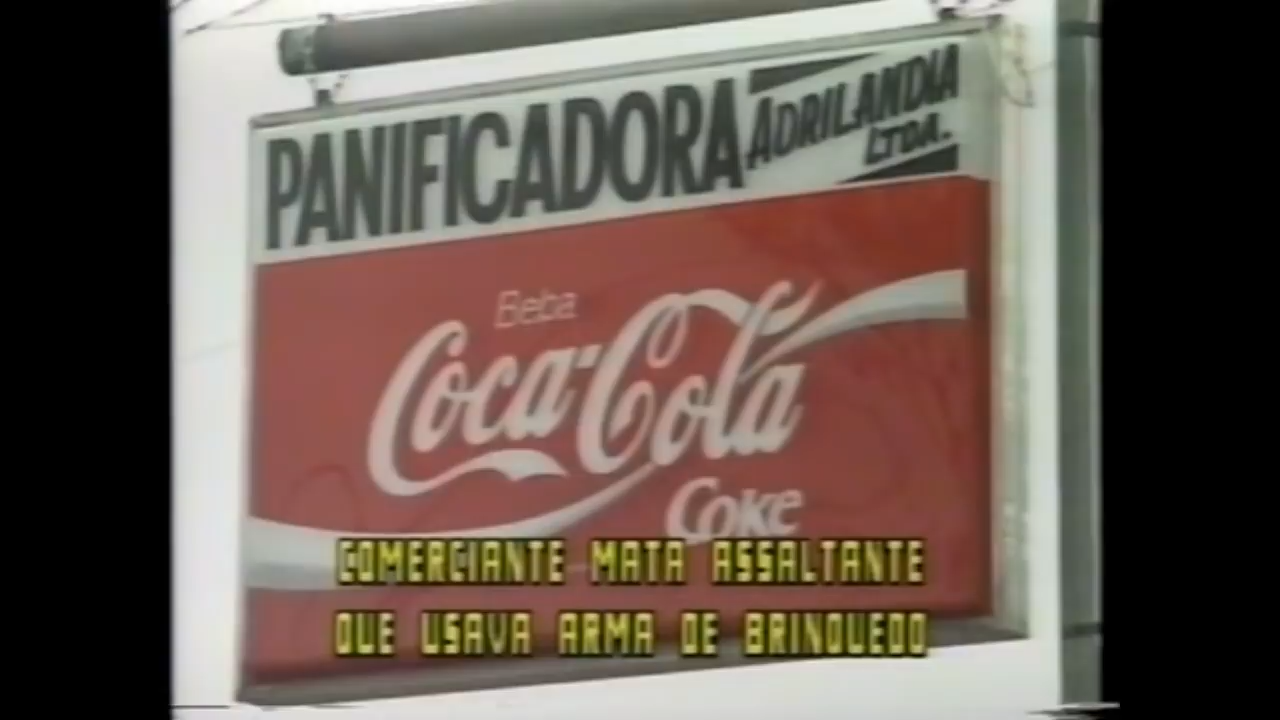 PANIFICADORA ADRILANDIA
LTDA.
Beba
Coca-Cola
Coke
COMERCIANTE MATA ASSALTANTE
QUE USAVA ARMA DE BRINQUEDO